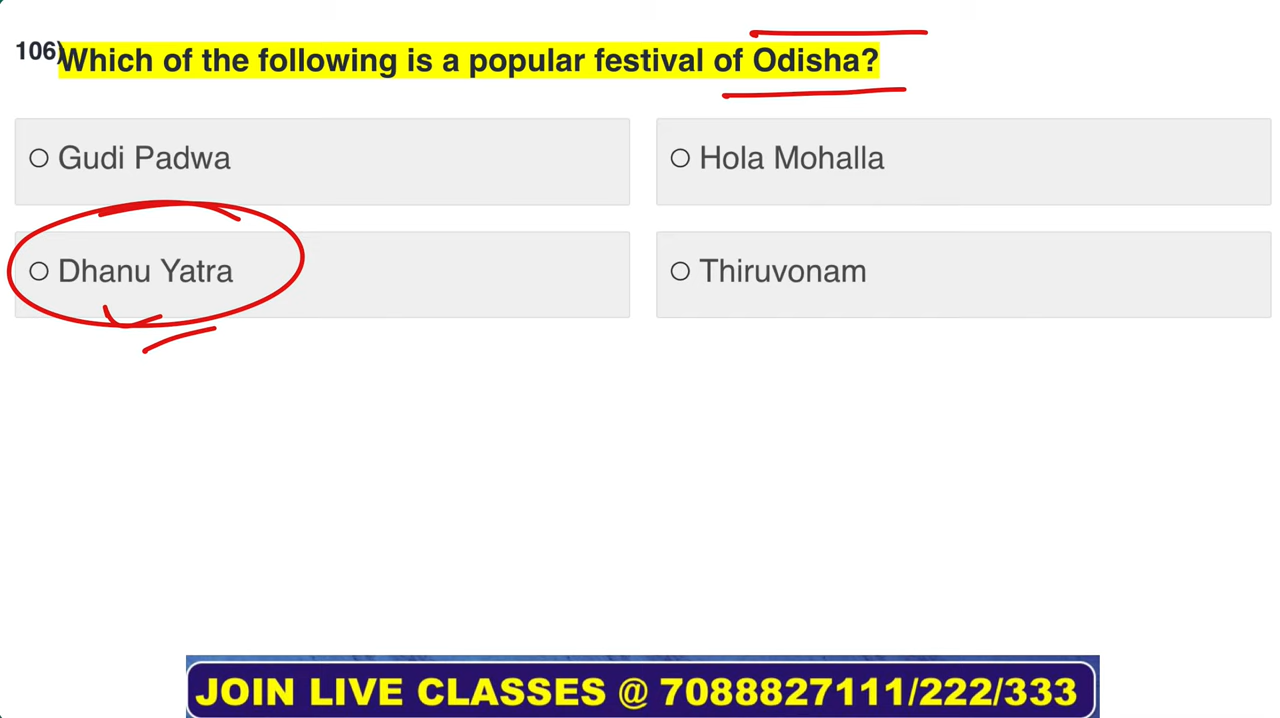 106)Which of the following is a popular festival of Odisha?
Gudi Padwa
Hola Mohalla
Dhanu Yatra
Thiruvonam
JOIN LIVE CLASSES @ 7088827111/222/333